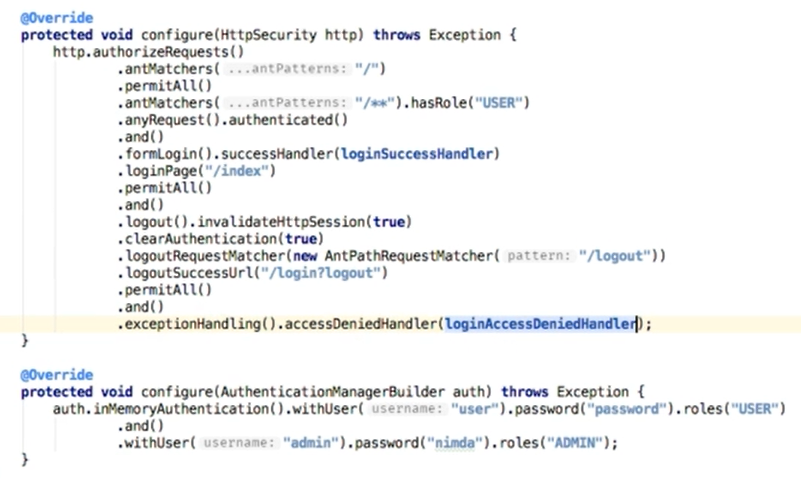 @Override
protected void configure(HttpSecurity http) throws Exception {
http.authorizeRequests()
.antMatchers( ...antPatterns: "/")
.permitAll()
.antMatchers( ...antPatterns: "/**").hasRole("USER")
.anyRequest().authenticated()
.and()
.formLogin().successHandler(loginSuccessHandler)
.loginPage("/index")
.permitAll()
.and()
.logout().invalidateHttpSession(true)
.clearAuthentication(true)
.logoutRequestMatcher(new AntPathRequestMatcher( pattern: "/logout"))
.logoutSuccessUrl("/login?logout")
.permitAll()
.and()
.exceptionHandling().accessDeniedHandler(loginAccessDeniedHandler);
}
@Override
protected void configure(AuthenticationManagerBuilder auth) throws Exception {
auth.inMemoryAuthentication().withUser( username: "user").password("password").roles("USER")
.and()
.withUser( username: "admin").password("nimda").roles("ADMIN");
}